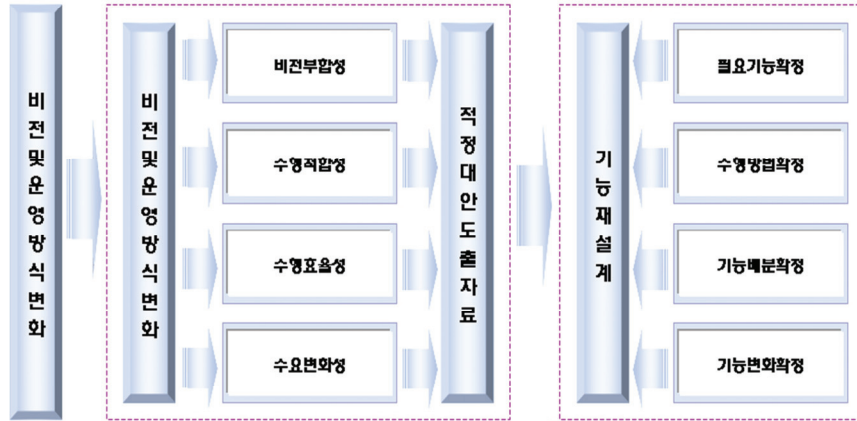 비전및운영방식변화
비전및운영방식변화
비전부합성
수행적합성
수행효율성
수요변화성
적정대안도출자료
기능재설계
필요기능확정
수행방법확정
기능배분확정
기능변화확정